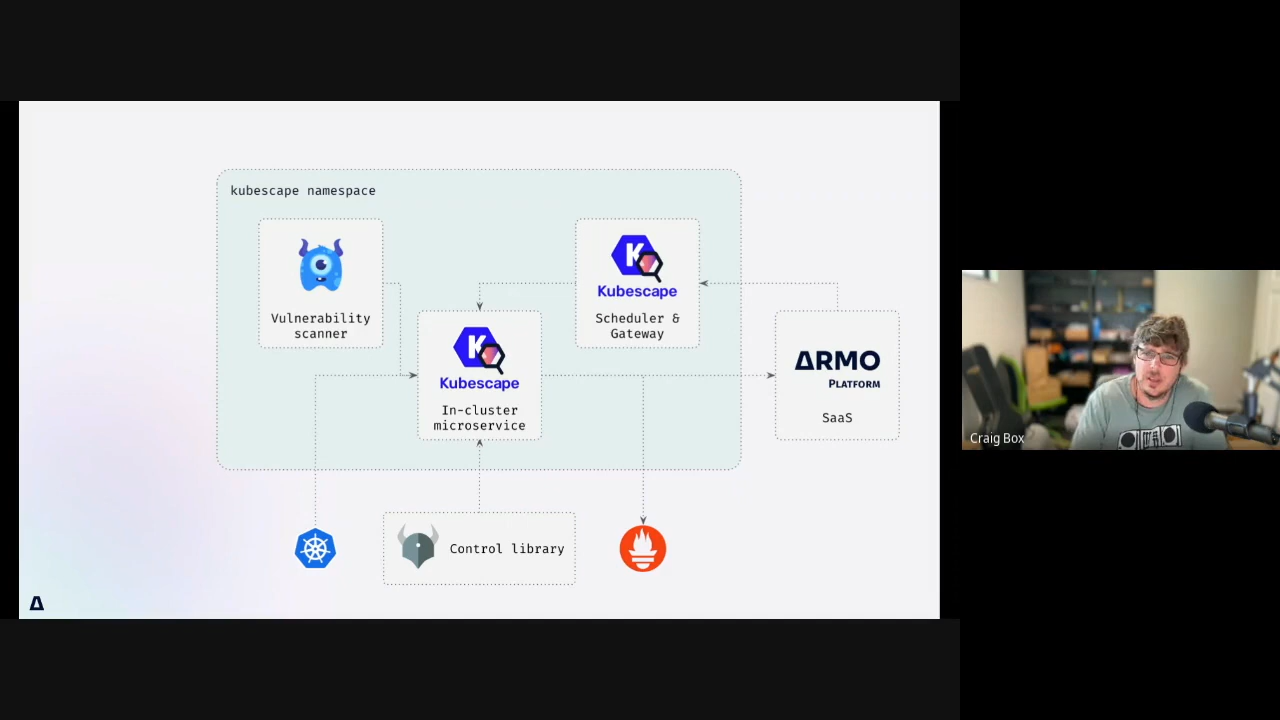 kubescape namespace
Vulnerability
scanner
Kubescape
Scheduler &
Gateway
Kubescape
In-cluster
microservice
ARMO
PLATFORM
SaaS
Control library
Craig Box